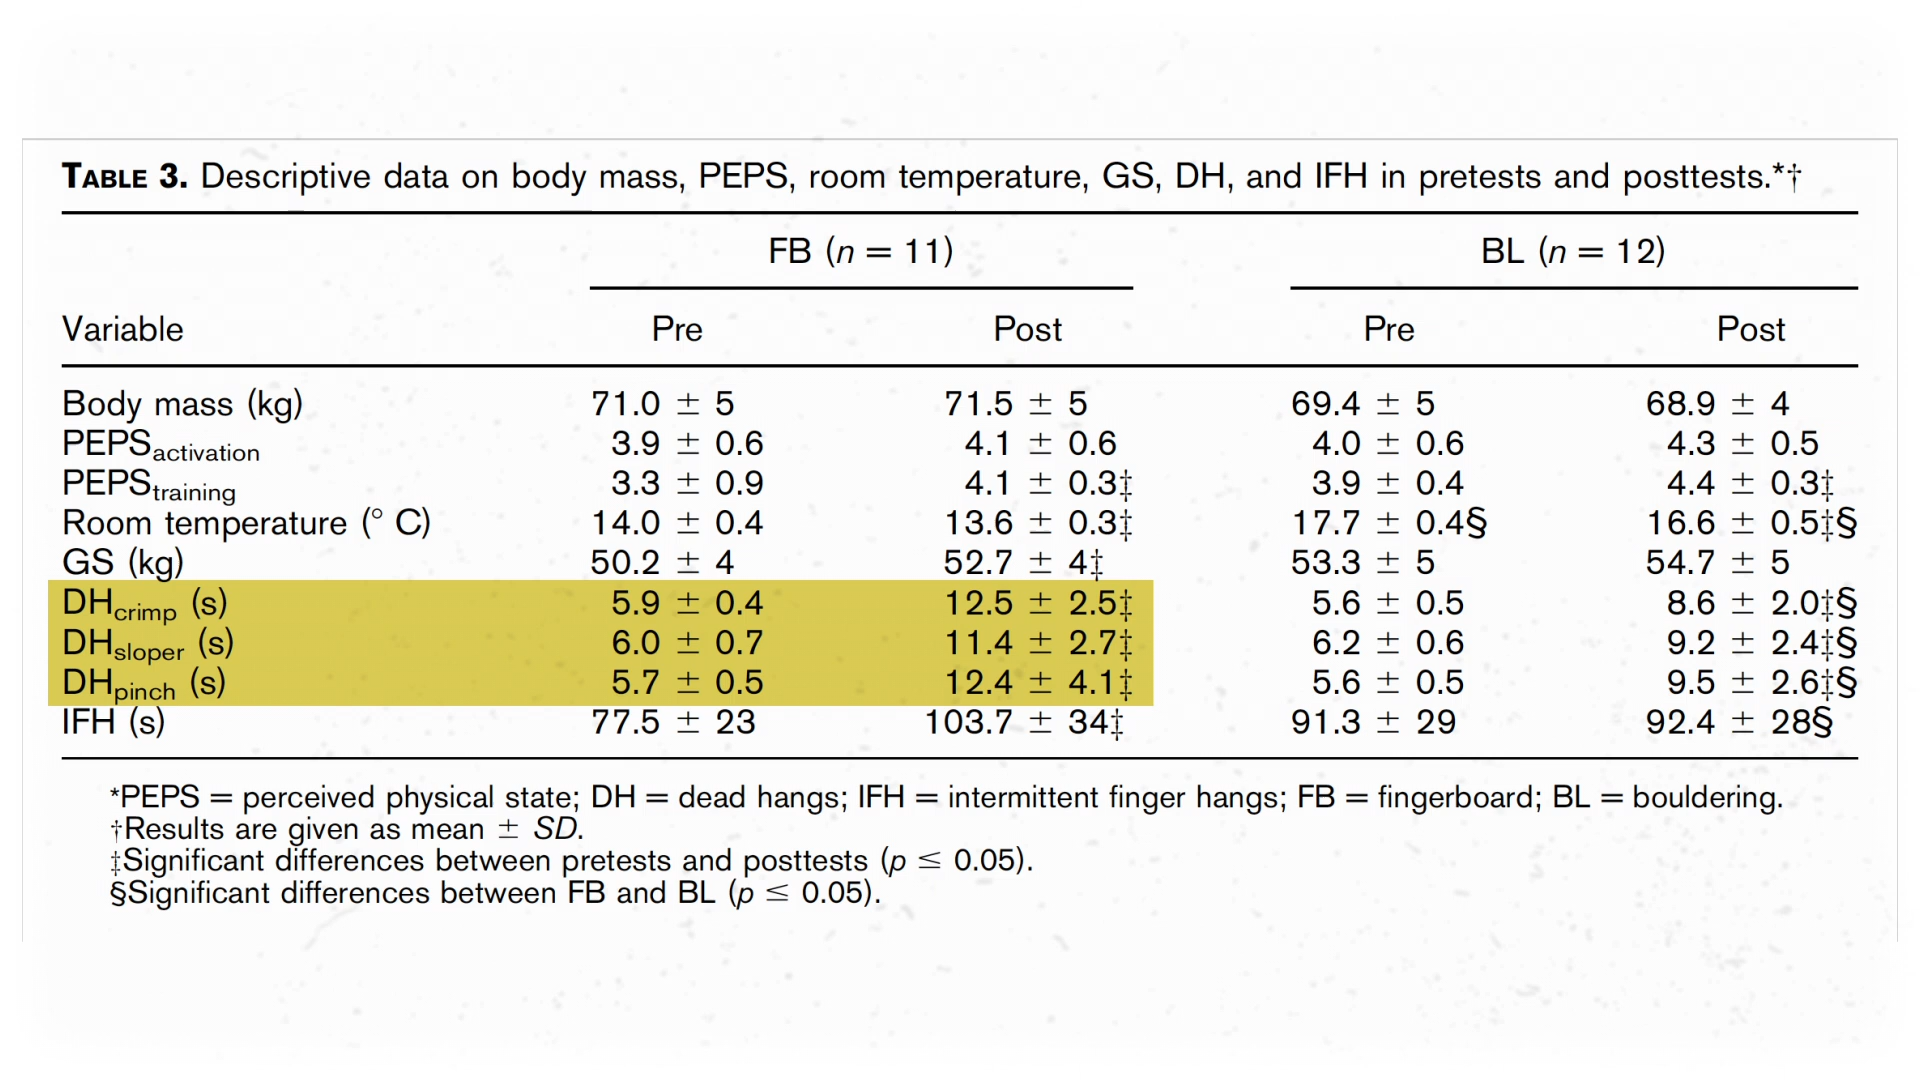 TABLE 3. Descriptive data on body mass, PEPS, room temperature, GS, DH, and IFH in pretests and posttests.*†
FB (n = 11) BL (n = 12)
Variable Pre Post Pre Post
Body mass (kg) 71.0 ± 5 71.5 ± 5 69.4 ± 5 68.9 ± 4
PEPSactivation 3.9 ± 0.6 4.1 ± 0.6 4.0 ± 0.6 4.3 ± 0.5
PEPStraining 3.3 ± 0.9 4.1 ± 0.3‡ 3.9 ± 0.4 4.4 ± 0.3‡
Room temperature (° C) 14.0 ± 0.4 13.6 ± 0.3‡ 17.7 ± 0.4§ 16.6 ± 0.5‡§
GS (kg) 50.2 ± 4 52.7 ± 4‡ 53.3 ± 5 54.7 ± 5
DHcrimp (s) 5.9 ± 0.4 12.5 ± 2.5‡ 5.6 ± 0.5 8.6 ± 2.0‡§
DHsloper (s) 6.0 ± 0.7 11.4 ± 2.7‡ 6.2 ± 0.6 9.2 ± 2.4‡§
DHpinch (s) 5.7 ± 0.5 12.4 ± 4.1‡ 5.6 ± 0.5 9.5 ± 2.6‡§
IFH (s) 77.5 ± 23 103.7 ± 34‡ 91.3 ± 29 92.4 ± 28§
*PEPS = perceived physical state; DH = dead hangs; IFH = intermittent finger hangs; FB = fingerboard; BL = bouldering.
†Results are given as mean ± SD.
‡Significant differences between pretests and posttests (p ≤ 0.05).
§Significant differences between FB and BL (p ≤ 0.05).